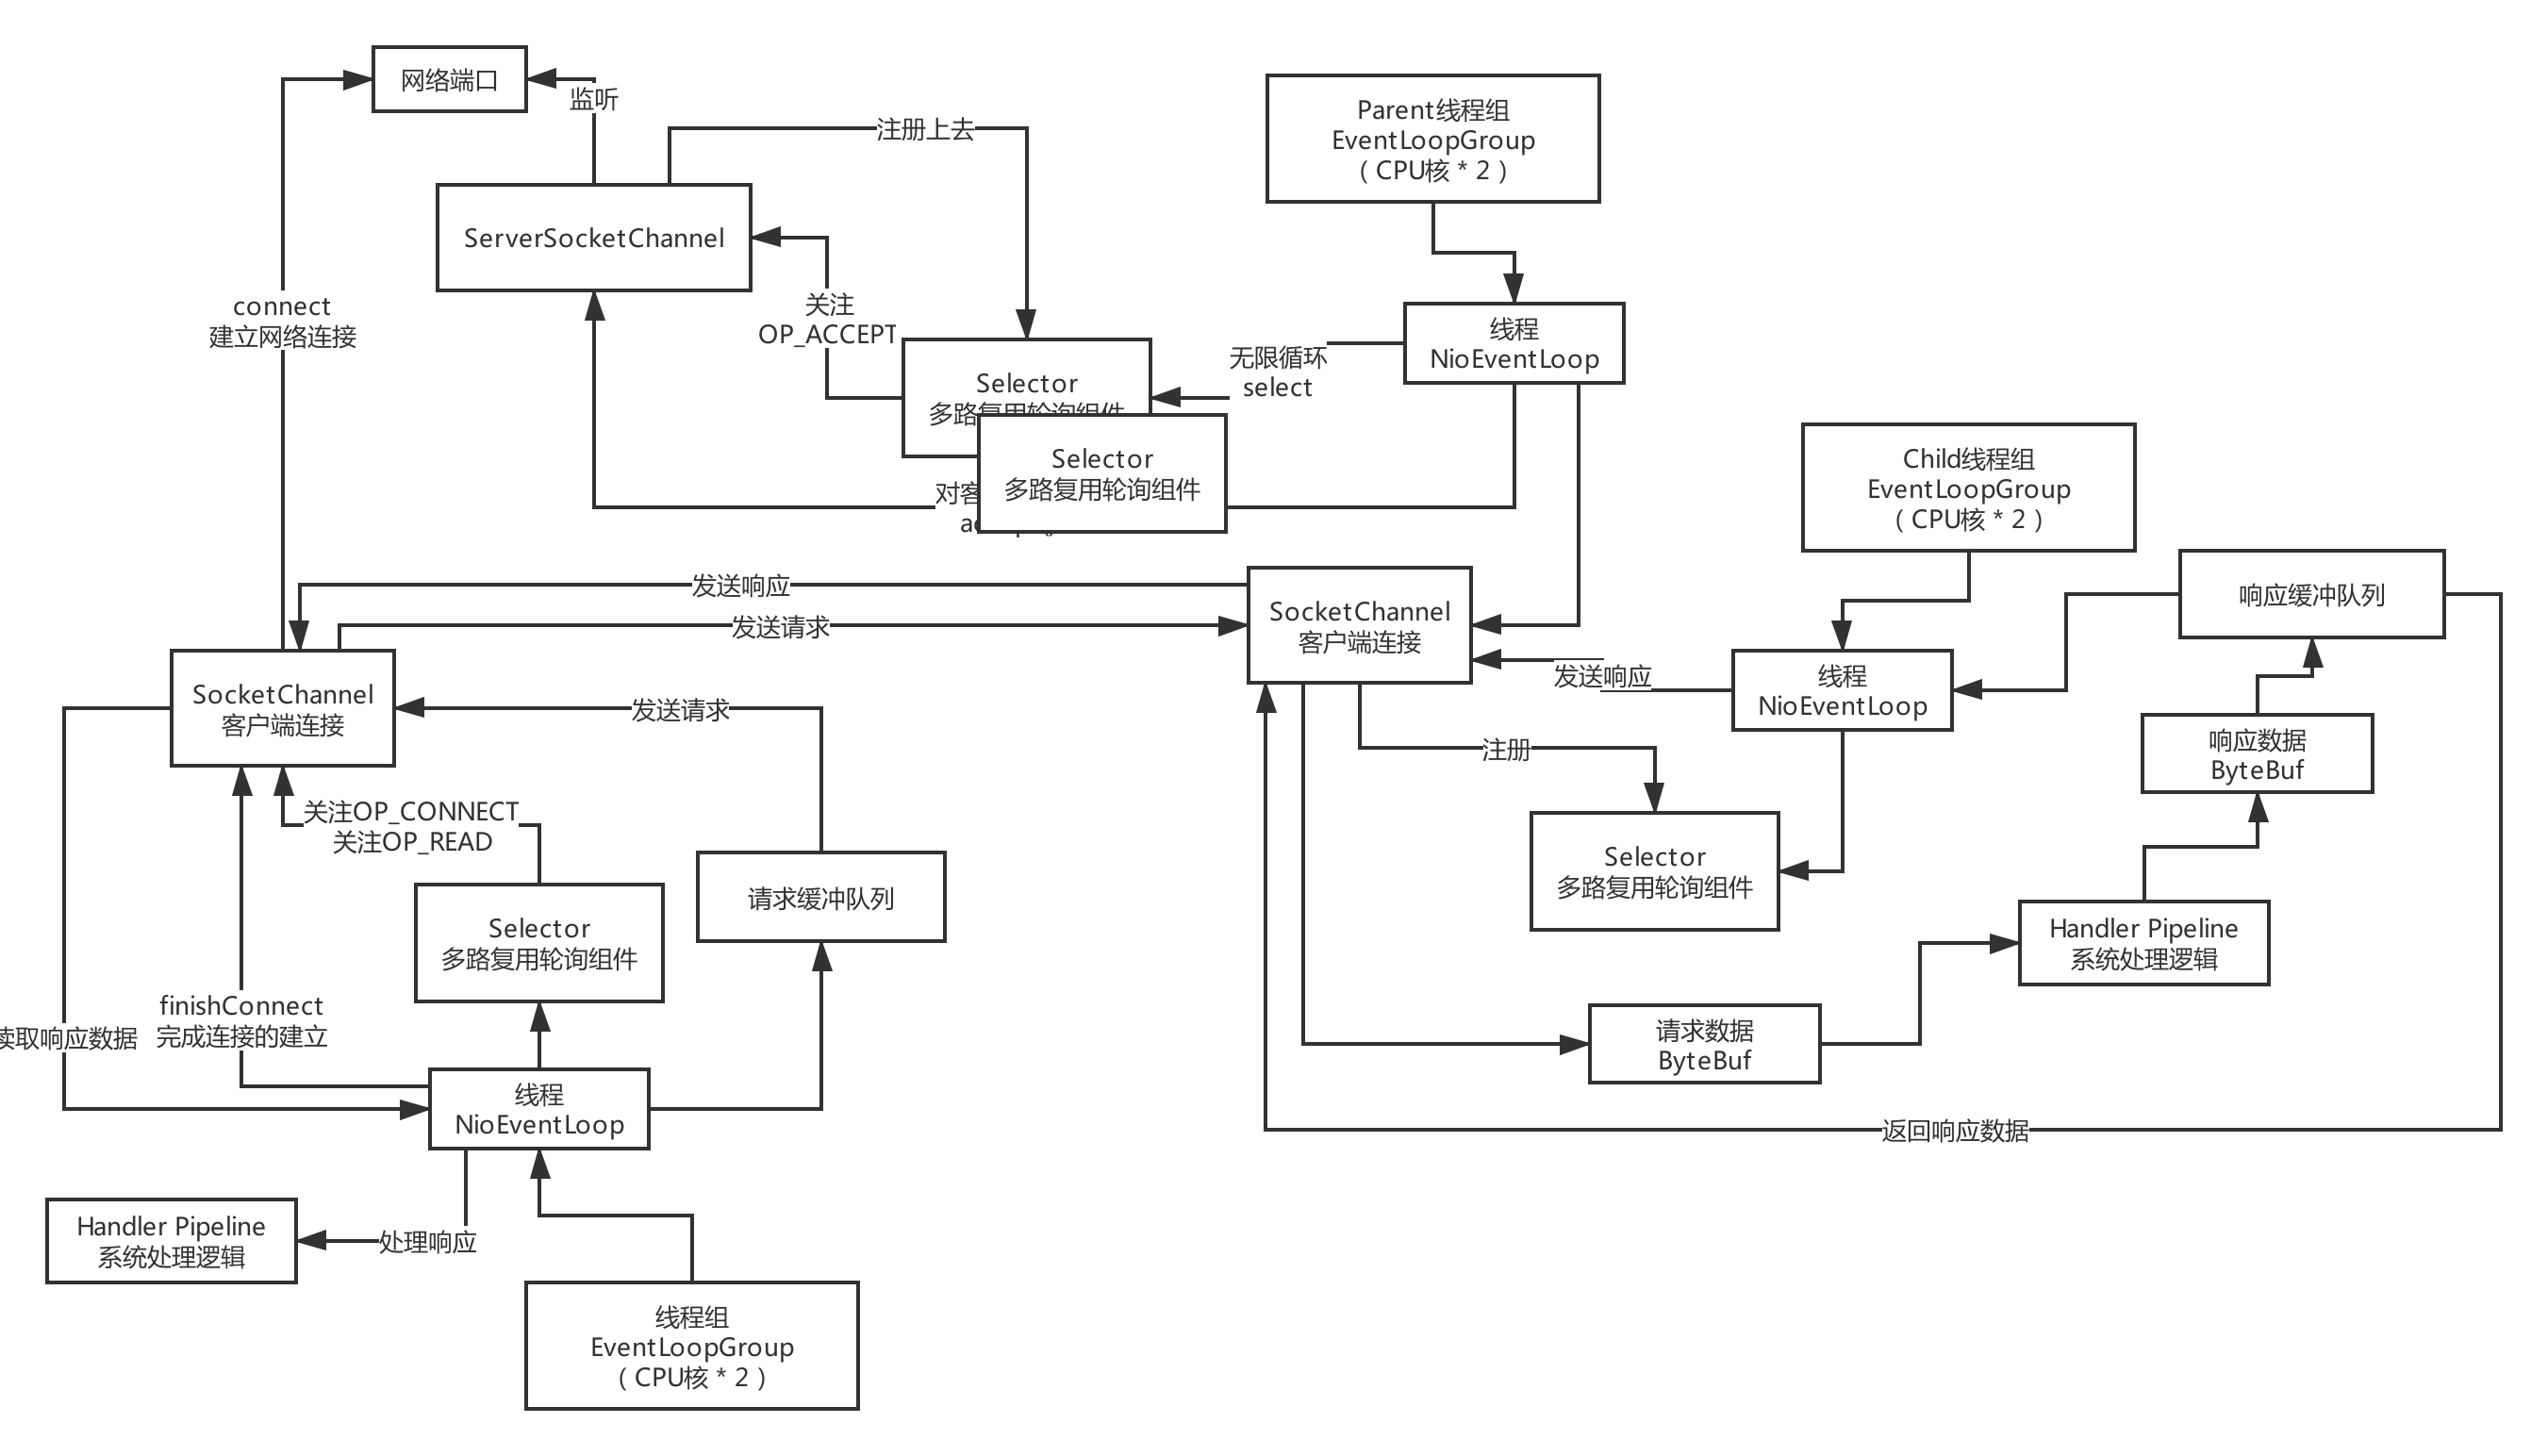 网络端口
监听
Parent线程组
EventLoopGroup
（ CPU核 * 2 ）
注册上去
ServerSocketChannel
connect
建立网络连接
关注
OP_ACCEPT
线程
NioEventLoop
无限循环
select
Selector
多路复用轮询组件
Selector
多路复用轮询组件
对客
Child线程组
EventLoopGroup
（ CPU核 * 2 ）
发送响应
发送请求
SocketChannel
客户端连接
响应缓冲队列
发送响应
线程
NioEventLoop
SocketChannel
客户端连接
发送请求
注册
响应数据
ByteBuf
关注OP_CONNECT
关注OP_READ
请求缓冲队列
Selector
多路复用轮询组件
Selector
多路复用轮询组件
Handler Pipeline
系统处理逻辑
finishConnect
完成连接的建立
读取响应数据
请求数据
ByteBuf
线程
NioEventLoop
返回响应数据
Handler Pipeline
系统处理逻辑
处理响应
线程组
EventLoopGroup
（ CPU核 * 2 ）